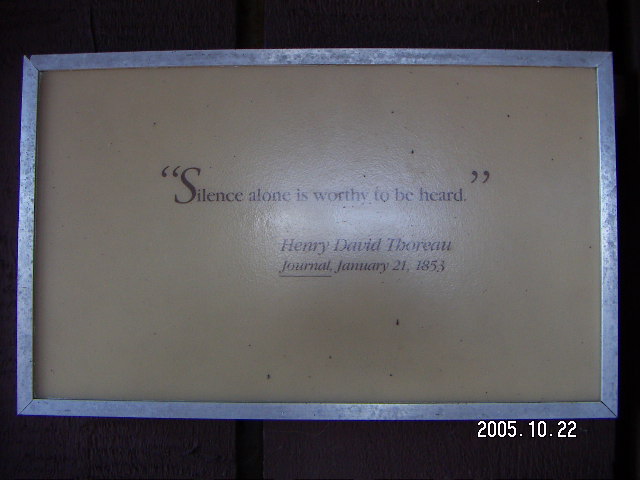 “Silence alone is worthy to be heard.”
Henry David Thoreau
Journal, January 21, 1853
2005.10.22